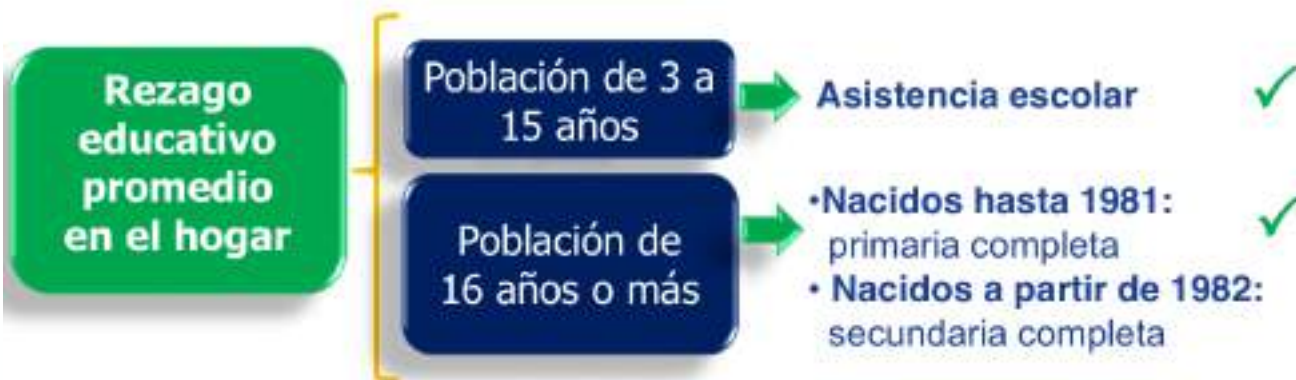 Rezago
educativo
promedio
en el hogar
Población de 3 a
15 años
Asistencia escolar
Población de
16 años o más
•Nacidos hasta 1981:
primaria completa
• Nacidos a partir de 1982:
secundaria completa